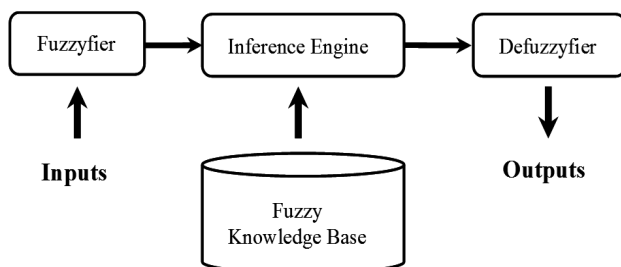 Fuzzyfier
Inference Engine
Defuzzyfier
Inputs
Outputs
Fuzzy
Knowledge Base